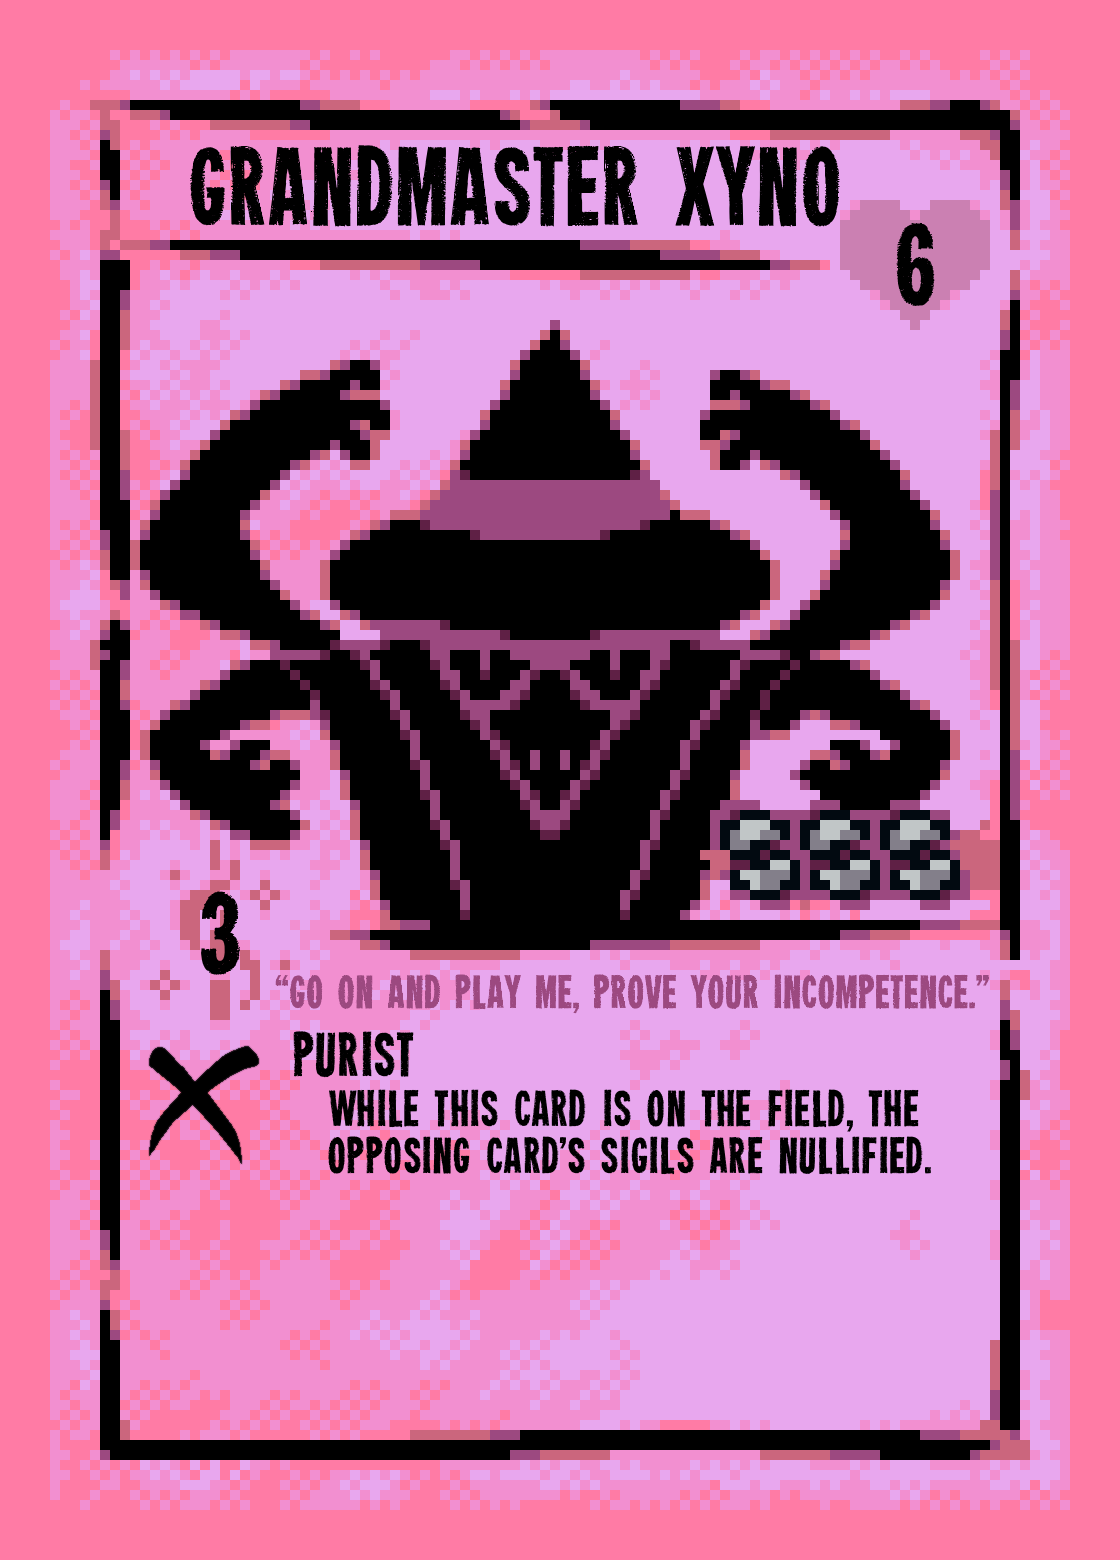 GRANDMASTER XYNO
6
3
“GO ON AND PLAY ME, PROVE YOUR INCOMPETENCE.”
PURIST
WHILE THIS CARD IS ON THE FIELD, THE
OPPOSING CARD’S SIGILS ARE NULLIFIED.